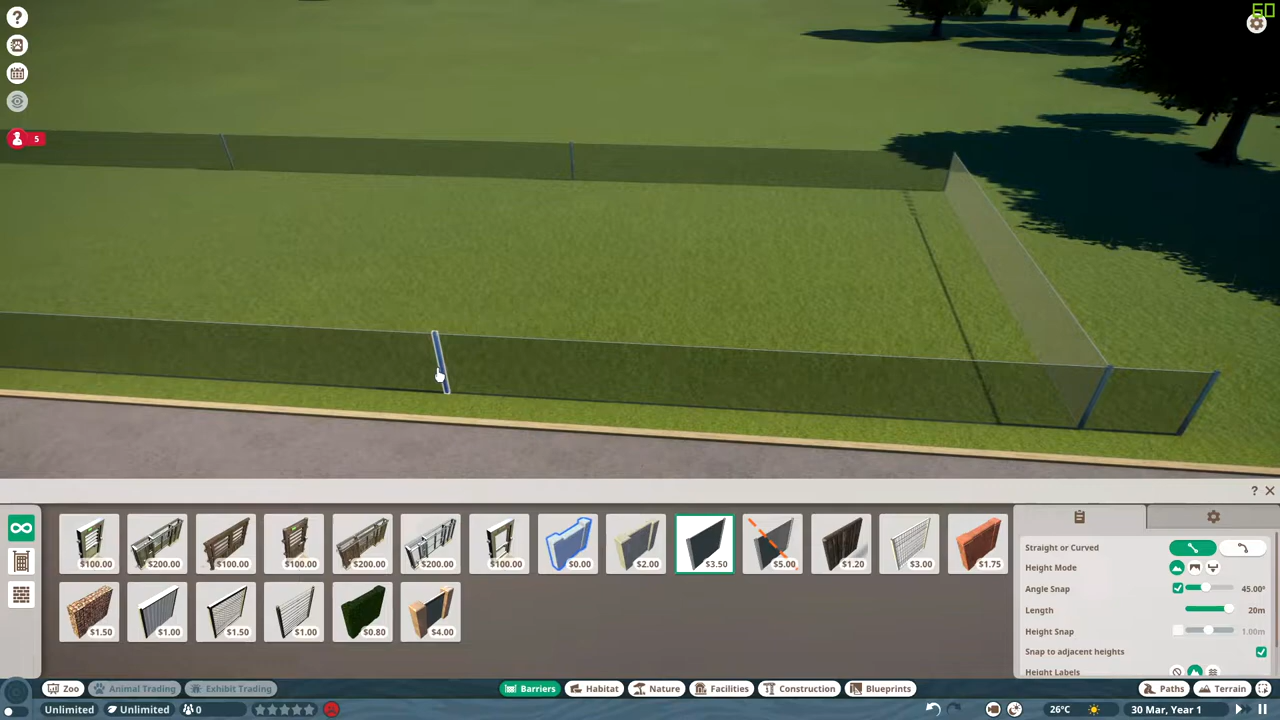 60
?
5
? ×
$100.00 $200.00 $100.00 $100.00 $200.00 $200.00 $100.00 $0.00 $2.00 $3.50 $5.00 $1.20 $3.00 $1.75
$1.50 $1.00 $1.50 $1.00 $0.80 $4.00
Straight or Curved
Height Mode
Angle Snap 45.00°
Length 20m
Height Snap 1.00m
Snap to adjacent heights
Height Labels
Zoo Animal Trading Exhibit Trading Barriers Habitat Nature Facilities Construction Blueprints Paths Terrain
Unlimited Unlimited 0 26°C 30 Mar, Year 1